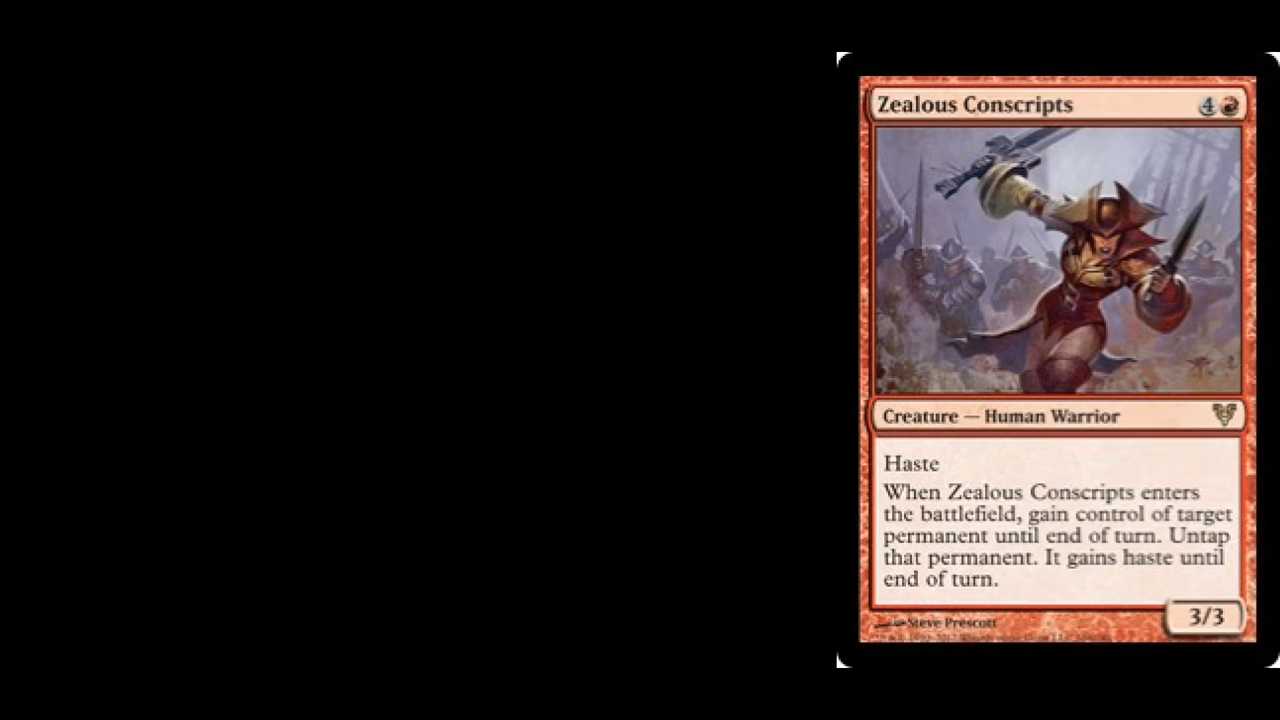 Zealous Conscripts 4
Creature — Human Warrior
Haste
When Zealous Conscripts enters
the battlefield, gain control of target
permanent until end of turn. Untap
that permanent. It gains haste until
end of turn.
3/3
Steve Prescott